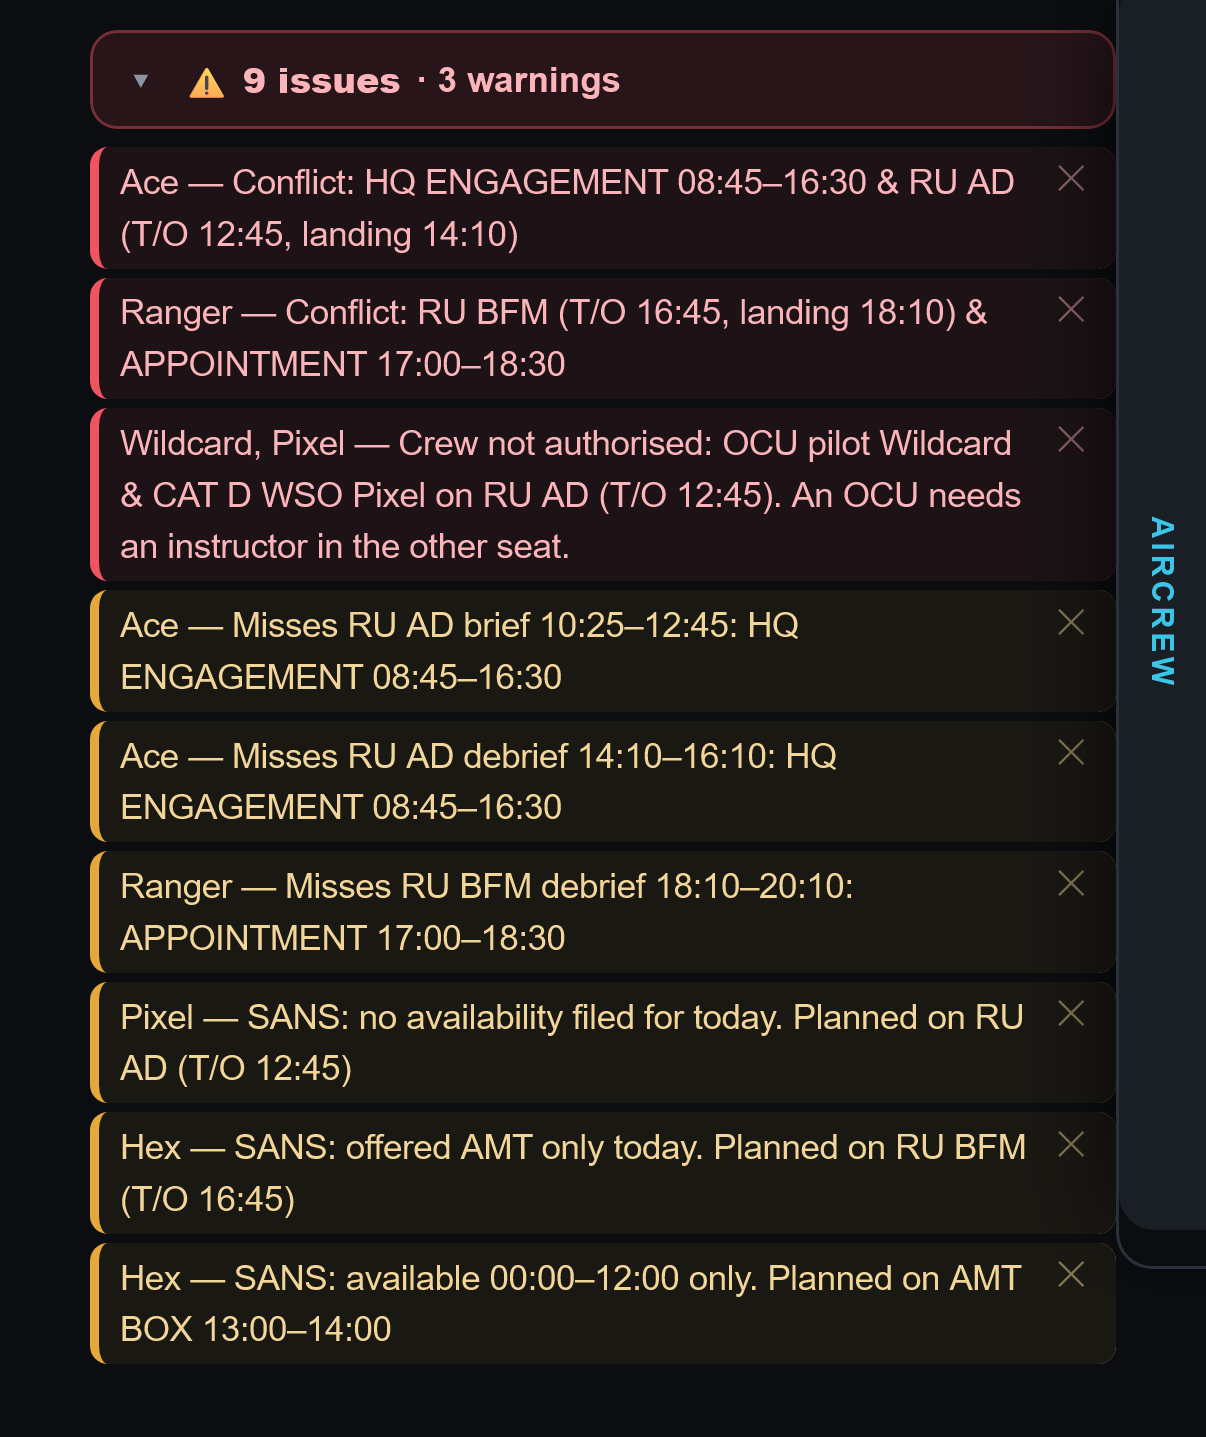 ▼ ⚠️ 9 issues · 3 warnings
Ace — Conflict: HQ ENGAGEMENT 08:45–16:30 & RU AD
(T/O 12:45, landing 14:10)
Ranger — Conflict: RU BFM (T/O 16:45, landing 18:10) &
APPOINTMENT 17:00–18:30
Wildcard, Pixel — Crew not authorised: OCU pilot Wildcard
& CAT D WSO Pixel on RU AD (T/O 12:45). An OCU needs
an instructor in the other seat.
Ace — Misses RU AD brief 10:25–12:45: HQ
ENGAGEMENT 08:45–16:30
Ace — Misses RU AD debrief 14:10–16:10: HQ
ENGAGEMENT 08:45–16:30
Ranger — Misses RU BFM debrief 18:10–20:10:
APPOINTMENT 17:00–18:30
Pixel — SANS: no availability filed for today. Planned on RU
AD (T/O 12:45)
Hex — SANS: offered AMT only today. Planned on RU BFM
(T/O 16:45)
Hex — SANS: available 00:00–12:00 only. Planned on AMT
BOX 13:00–14:00
AIRCREW